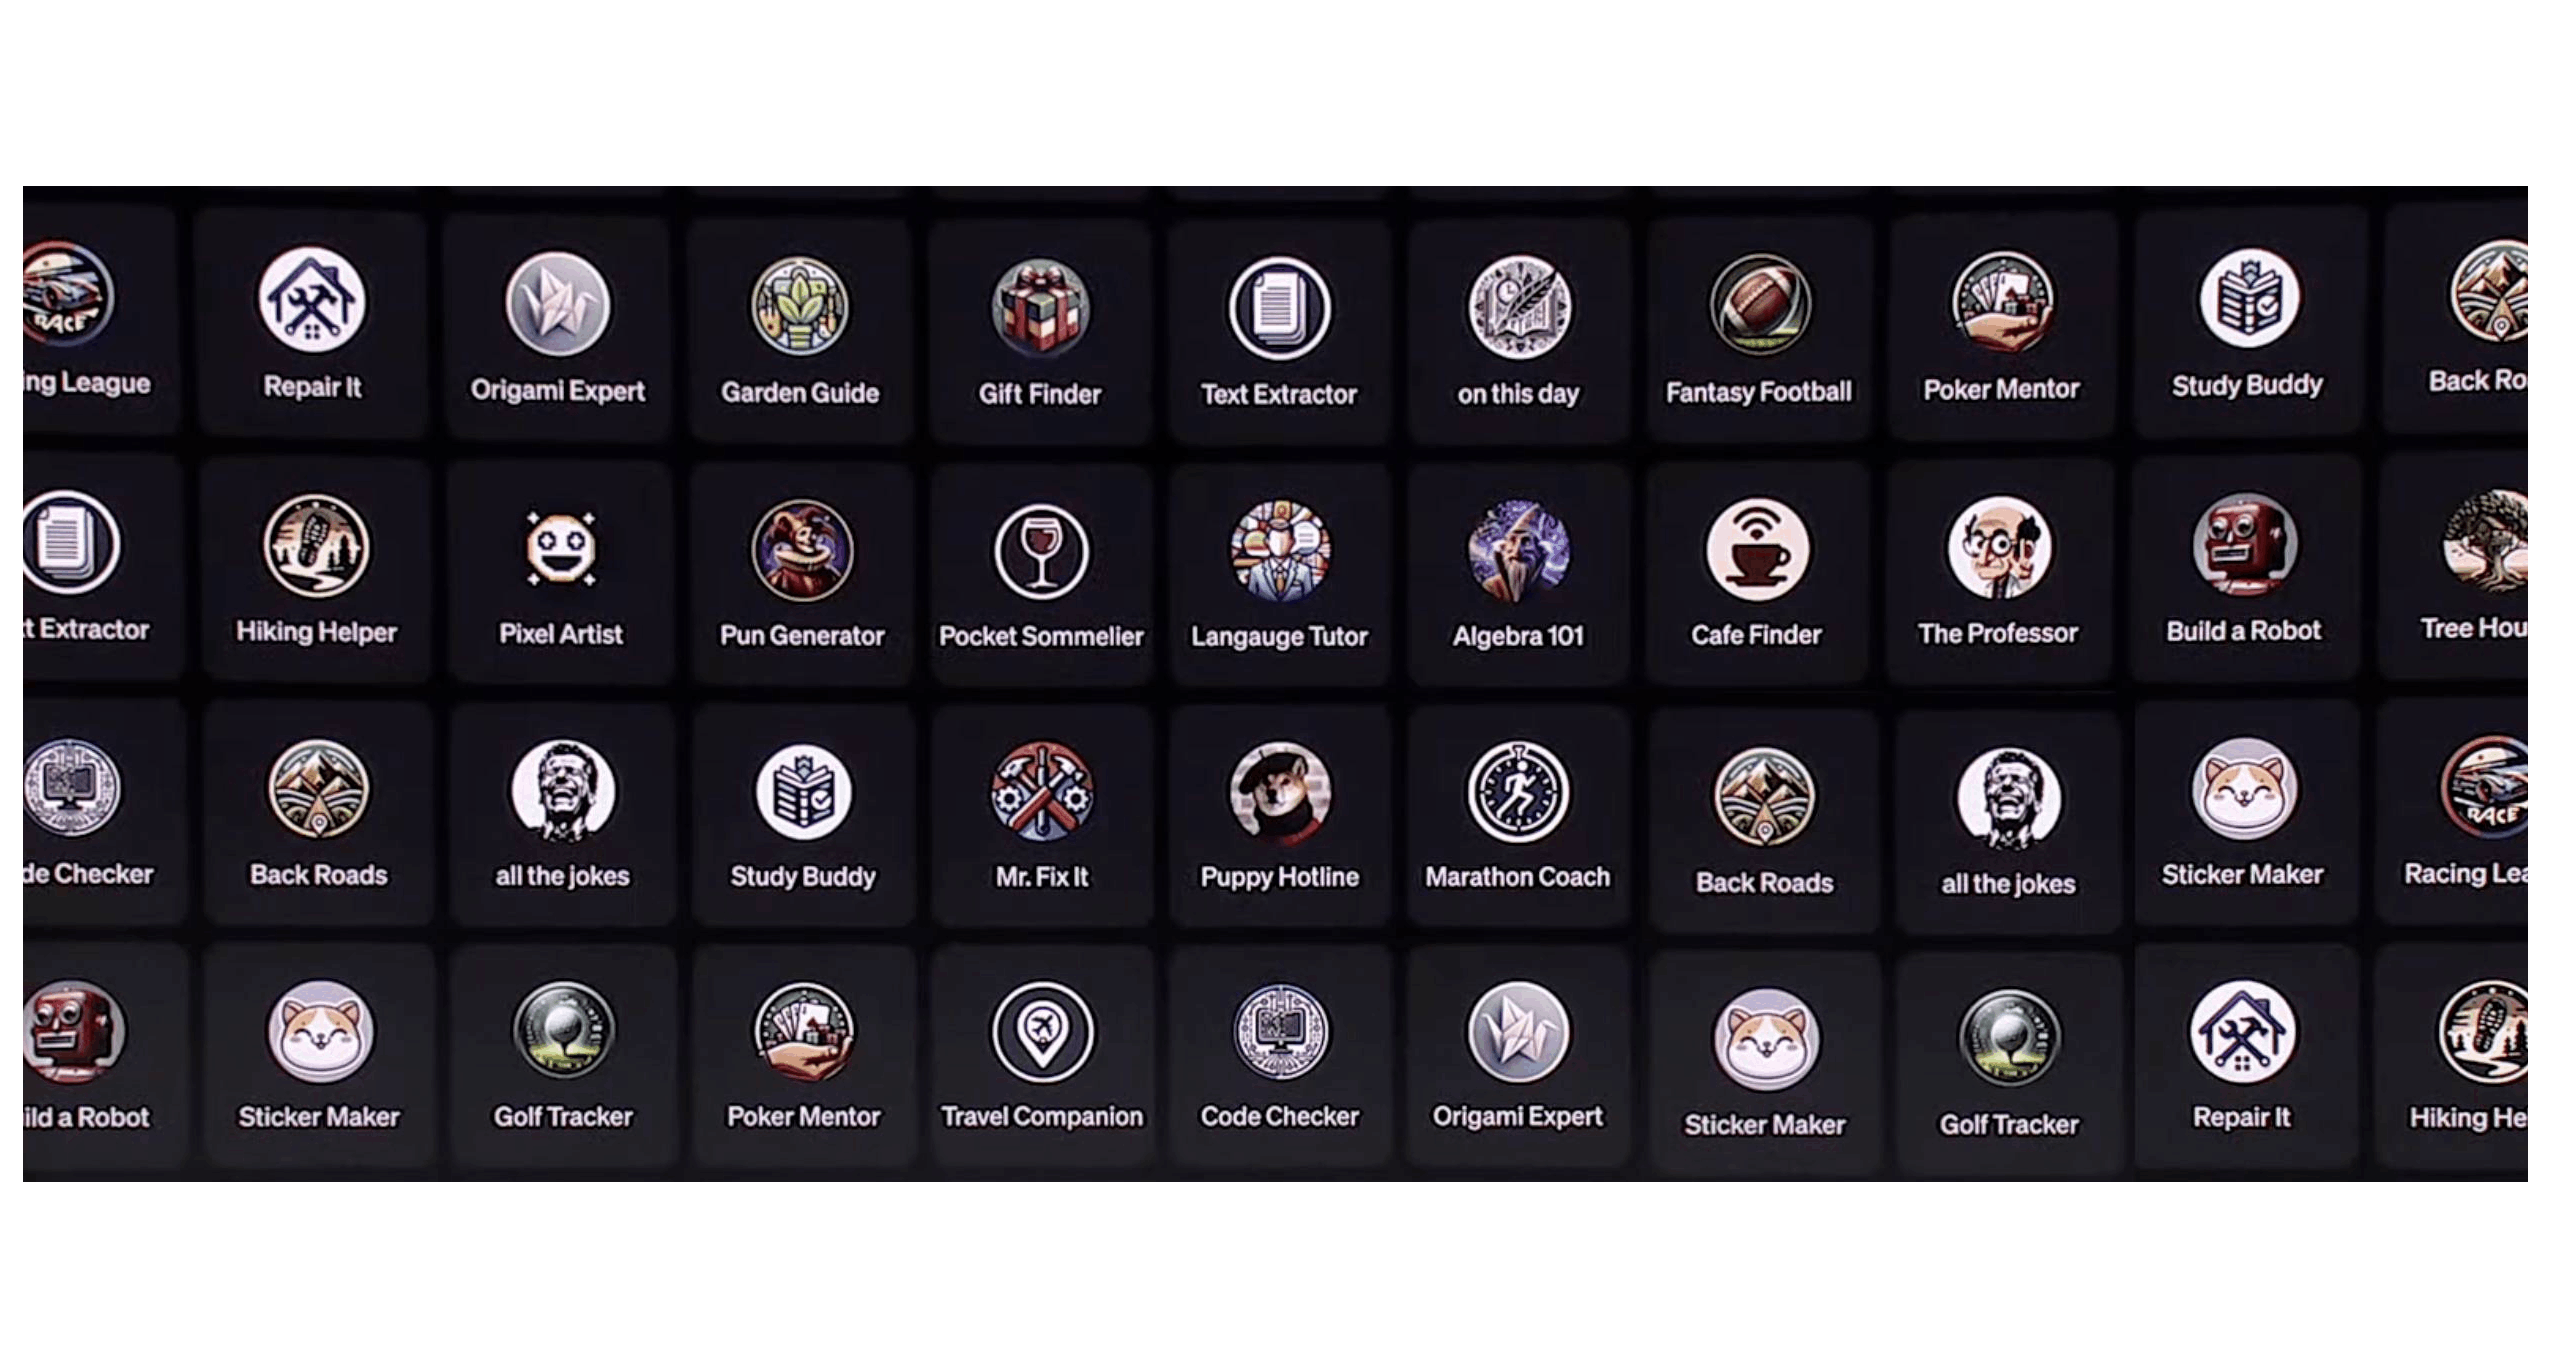 RACE
ing League
Repair It
Origami Expert
Garden Guide
Gift Finder
Text Extractor
on this day
Fantasy Football
Poker Mentor
Study Buddy
Back Ro
t Extractor
Hiking Helper
Pixel Artist
Pun Generator
Pocket Sommelier
Langauge Tutor
Algebra 101
Cafe Finder
The Professor
Build a Robot
Tree Hou
de Checker
Back Roads
all the jokes
Study Buddy
Mr. Fix It
Puppy Hotline
Marathon Coach
Back Roads
all the jokes
Sticker Maker
RACE
Racing Lea
ild a Robot
Sticker Maker
Golf Tracker
Poker Mentor
Travel Companion
Code Checker
Origami Expert
Sticker Maker
Golf Tracker
Repair It
Hiking He